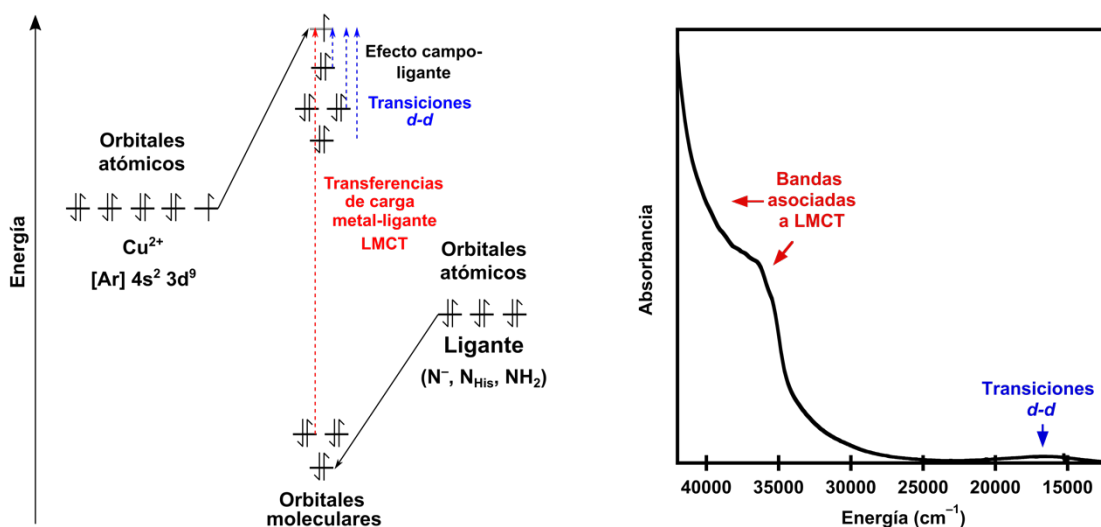 Energía
Orbitales
atómicos
Cu²⁺
[Ar] 4s² 3d⁹
Efecto campo-
ligante
Transiciones
d-d
Transferencias
de carga
metal-ligante
LMCT
Orbitales
atómicos
Ligante
(N⁻, N_His, NH₂)
Orbitales
moleculares
Absorbancia
Bandas
asociadas
a LMCT
Transiciones
d-d
40000 35000 30000 25000 20000 15000
Energía (cm⁻¹)